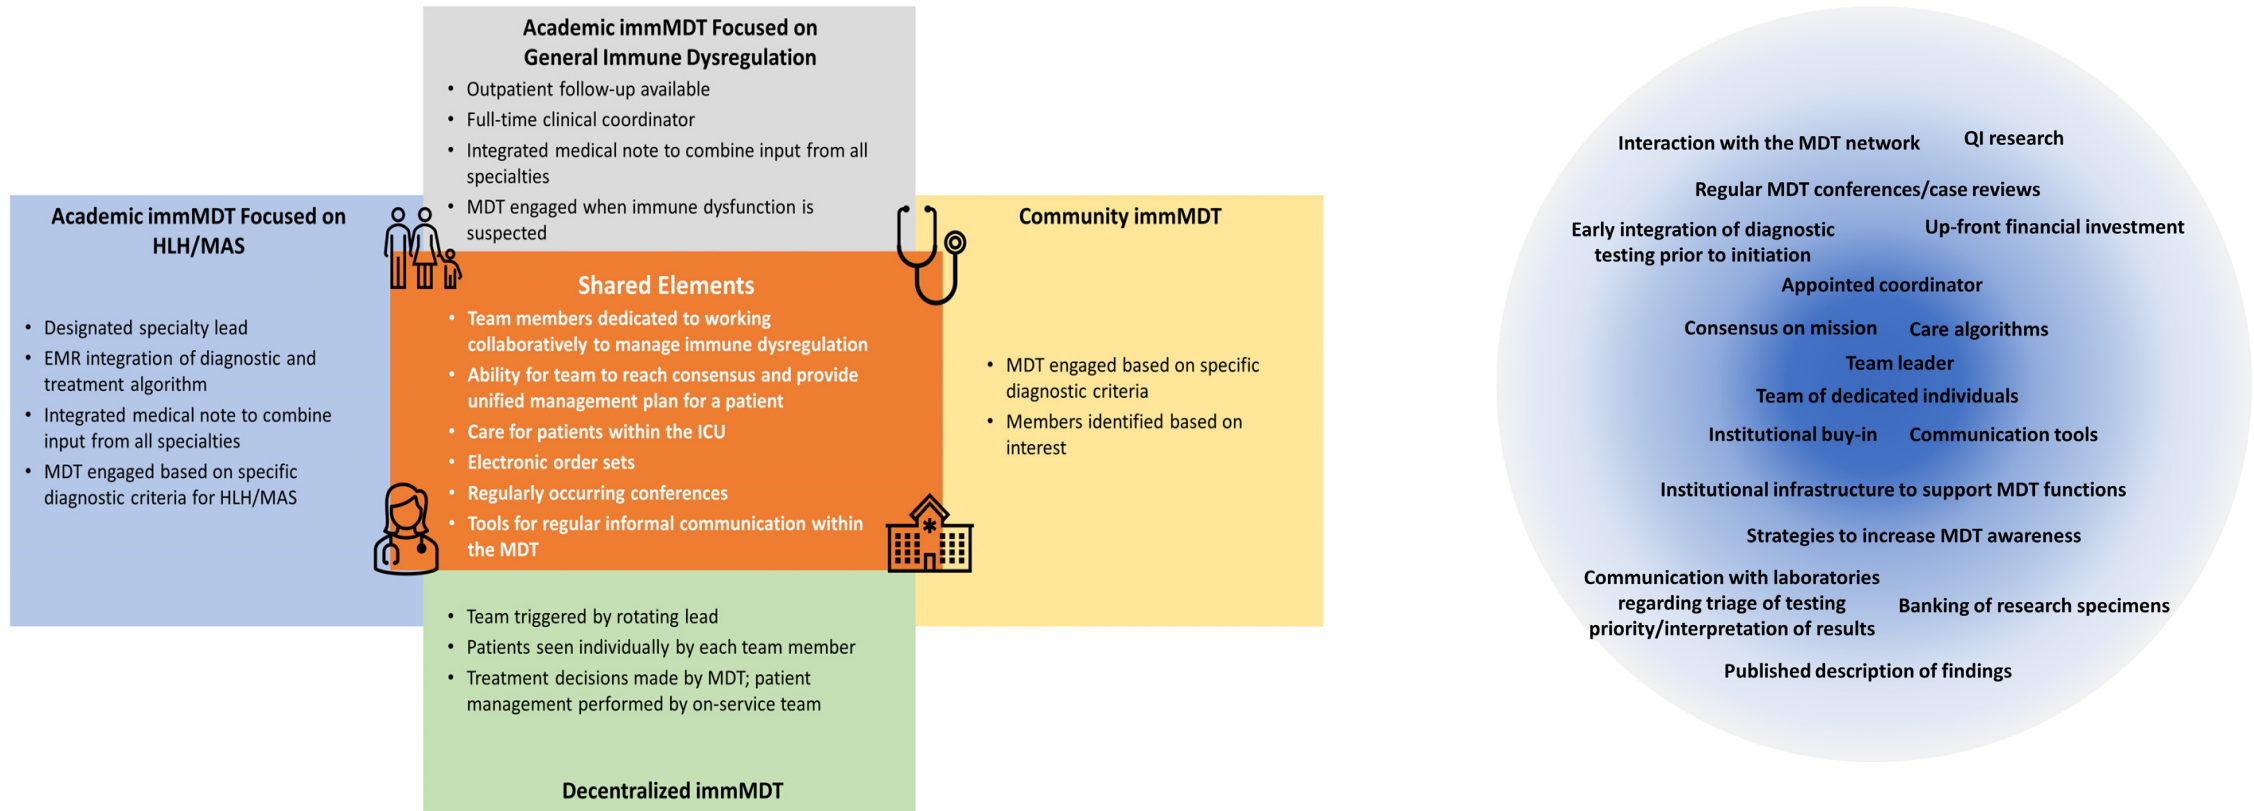 Academic immMDT Focused on
General Immune Dysregulation
• Outpatient follow-up available
• Full-time clinical coordinator
• Integrated medical note to combine input from all
specialties
• MDT engaged when immune dysfunction is
suspected
Academic immMDT Focused on
HLH/MAS
• Designated specialty lead
• EMR integration of diagnostic and
treatment algorithm
• Integrated medical note to combine
input from all specialties
• MDT engaged based on specific
diagnostic criteria for HLH/MAS
Shared Elements
• Team members dedicated to working
collaboratively to manage immune dysregulation
• Ability for team to reach consensus and provide
unified management plan for a patient
• Care for patients within the ICU
• Electronic order sets
• Regularly occurring conferences
• Tools for regular informal communication within
the MDT
Community immMDT
• MDT engaged based on specific
diagnostic criteria
• Members identified based on
interest
• Team triggered by rotating lead
• Patients seen individually by each team member
• Treatment decisions made by MDT; patient
management performed by on-service team
Decentralized immMDT
Interaction with the MDT network
QI research
Regular MDT conferences/case reviews
Early integration of diagnostic
testing prior to initiation
Up-front financial investment
Appointed coordinator
Consensus on mission
Care algorithms
Team leader
Team of dedicated individuals
Institutional buy-in
Communication tools
Institutional infrastructure to support MDT functions
Strategies to increase MDT awareness
Communication with laboratories
regarding triage of testing
priority/interpretation of results
Banking of research specimens
Published description of findings